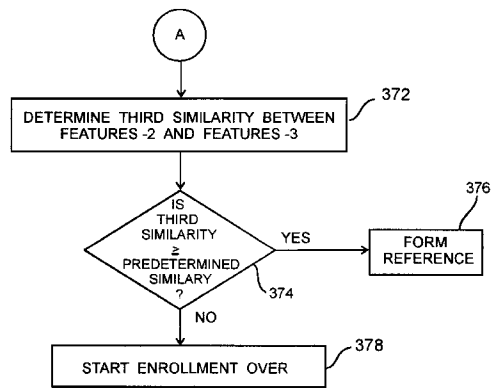 A
DETERMINE THIRD SIMILARITY BETWEEN
FEATURES -2 AND FEATURES -3
372
IS
THIRD
SIMILARITY
≥
PREDETERMINED
SIMILARY
?
374
YES
FORM
REFERENCE
376
NO
START ENROLLMENT OVER
378